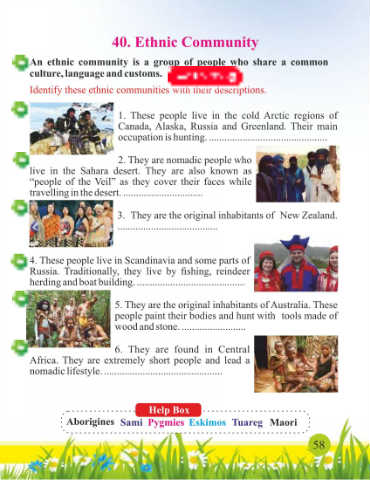 40. Ethnic Community
An ethnic community is a group of people who share a common
culture, language and customs.
Identify these ethnic communities with their descriptions.
1. These people live in the cold Arctic regions of
Canada, Alaska, Russia and Greenland. Their main
occupation is hunting. ................................................
2. They are nomadic people who
live in the Sahara desert. They are also known as
“people of the Veil” as they cover their faces while
travelling in the desert. ................................
3. They are the original inhabitants of New Zealand.
........................................
4. These people live in Scandinavia and some parts of
Russia. Traditionally, they live by fishing, reindeer
herding and boat building. ............................................
5. They are the original inhabitants of Australia. These
people paint their bodies and hunt with tools made of
wood and stone. ..........................
6. They are found in Central
Africa. They are extremely short people and lead a
nomadic lifestyle. ................................................
Help Box
Aborigines Sami Pygmies Eskimos Tuareg Maori
58